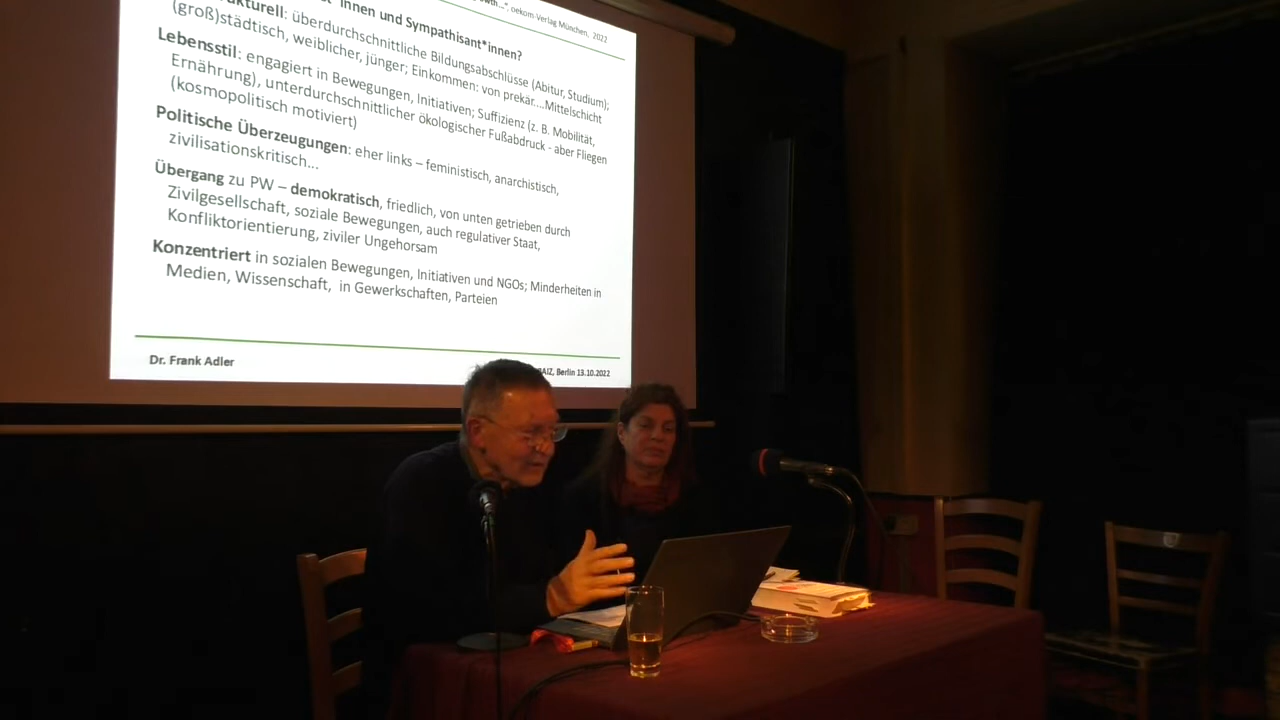 owth...", oekom-Verlag München, 2022
innen und Sympathisant*innen?
rukturell: überdurchschnittliche Bildungsabschlüsse (Abitur, Studium);
(groß)städtisch, weiblicher, jünger; Einkommen: von prekär....Mittelschicht
Lebensstil: engagiert in Bewegungen, Initiativen; Suffizienz (z. B. Mobilität,
Ernährung), unterdurchschnittlicher ökologischer Fußabdruck - aber Fliegen
(kosmopolitisch motiviert)
Politische Überzeugungen: eher links – feministisch, anarchistisch,
zivilisationskritisch...
Übergang zu PW – demokratisch, friedlich, von unten getrieben durch
Zivilgesellschaft, soziale Bewegungen, auch regulativer Staat,
Konfliktorientierung, ziviler Ungehorsam
Konzentriert in sozialen Bewegungen, Initiativen und NGOs; Minderheiten in
Medien, Wissenschaft, in Gewerkschaften, Parteien
Dr. Frank Adler
BAIZ, Berlin 13.10.2022